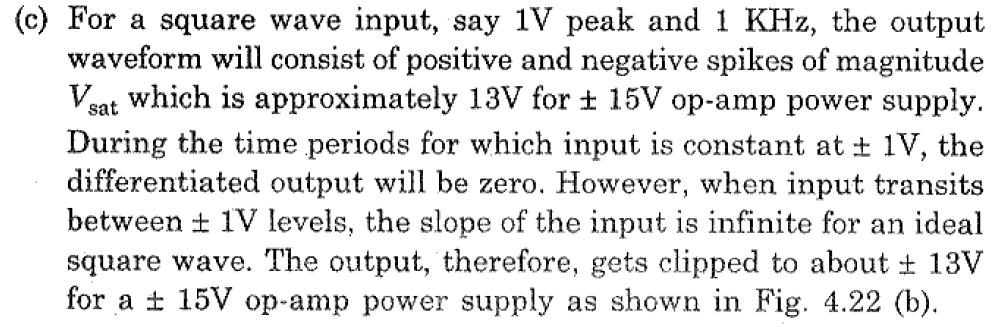 (c) For a square wave input, say 1V peak and 1 KHz, the output
waveform will consist of positive and negative spikes of magnitude
V_sat which is approximately 13V for ± 15V op-amp power supply.
During the time periods for which input is constant at ± 1V, the
differentiated output will be zero. However, when input transits
between ± 1V levels, the slope of the input is infinite for an ideal
square wave. The output, therefore, gets clipped to about ± 13V
for a ± 15V op-amp power supply as shown in Fig. 4.22 (b).